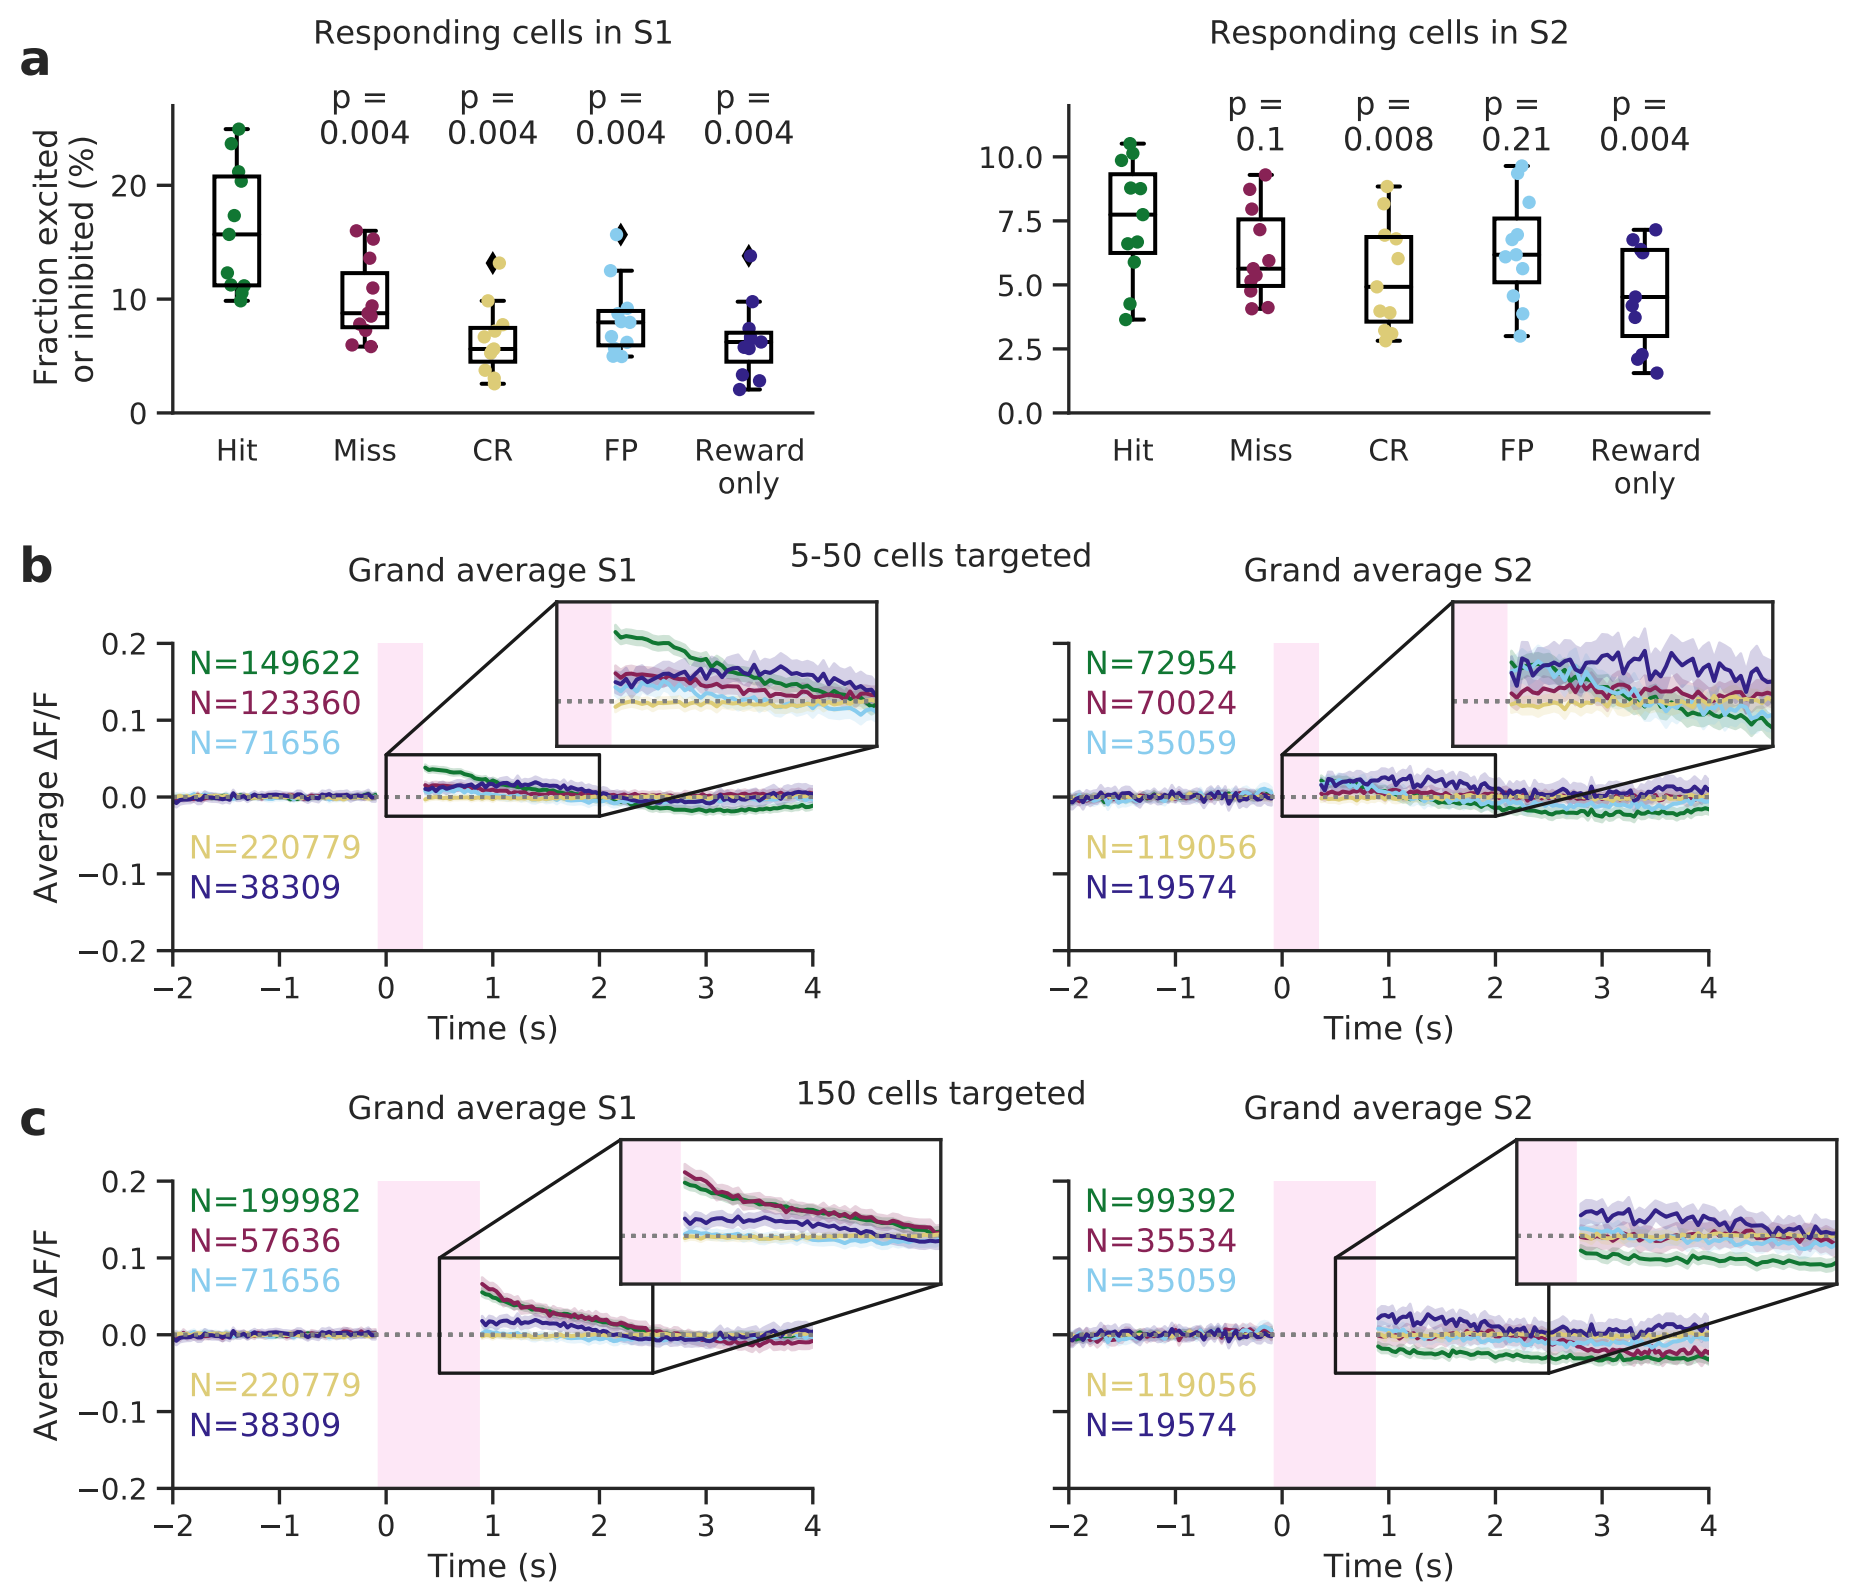 a
Responding cells in S1
Responding cells in S2
Fraction excited
or inhibited (%)
p =
0.004
p =
0.004
p =
0.004
p =
0.004
20
10
0
Hit
Miss
CR
FP
Reward
only
p =
0.1
p =
0.008
p =
0.21
p =
0.004
10.0
7.5
5.0
2.5
0.0
Hit
Miss
CR
FP
Reward
only
b
5-50 cells targeted
Grand average S1
Grand average S2
Average ΔF/F
0.2
0.1
0.0
−0.1
−0.2
N=149622
N=123360
N=71656
N=220779
N=38309
−2
−1
0
1
2
3
4
Time (s)
N=72954
N=70024
N=35059
N=119056
N=19574
−2
−1
0
1
2
3
4
Time (s)
c
150 cells targeted
Grand average S1
Grand average S2
Average ΔF/F
0.2
0.1
0.0
−0.1
−0.2
N=199982
N=57636
N=71656
N=220779
N=38309
−2
−1
0
1
2
3
4
Time (s)
N=99392
N=35534
N=35059
N=119056
N=19574
−2
−1
0
1
2
3
4
Time (s)